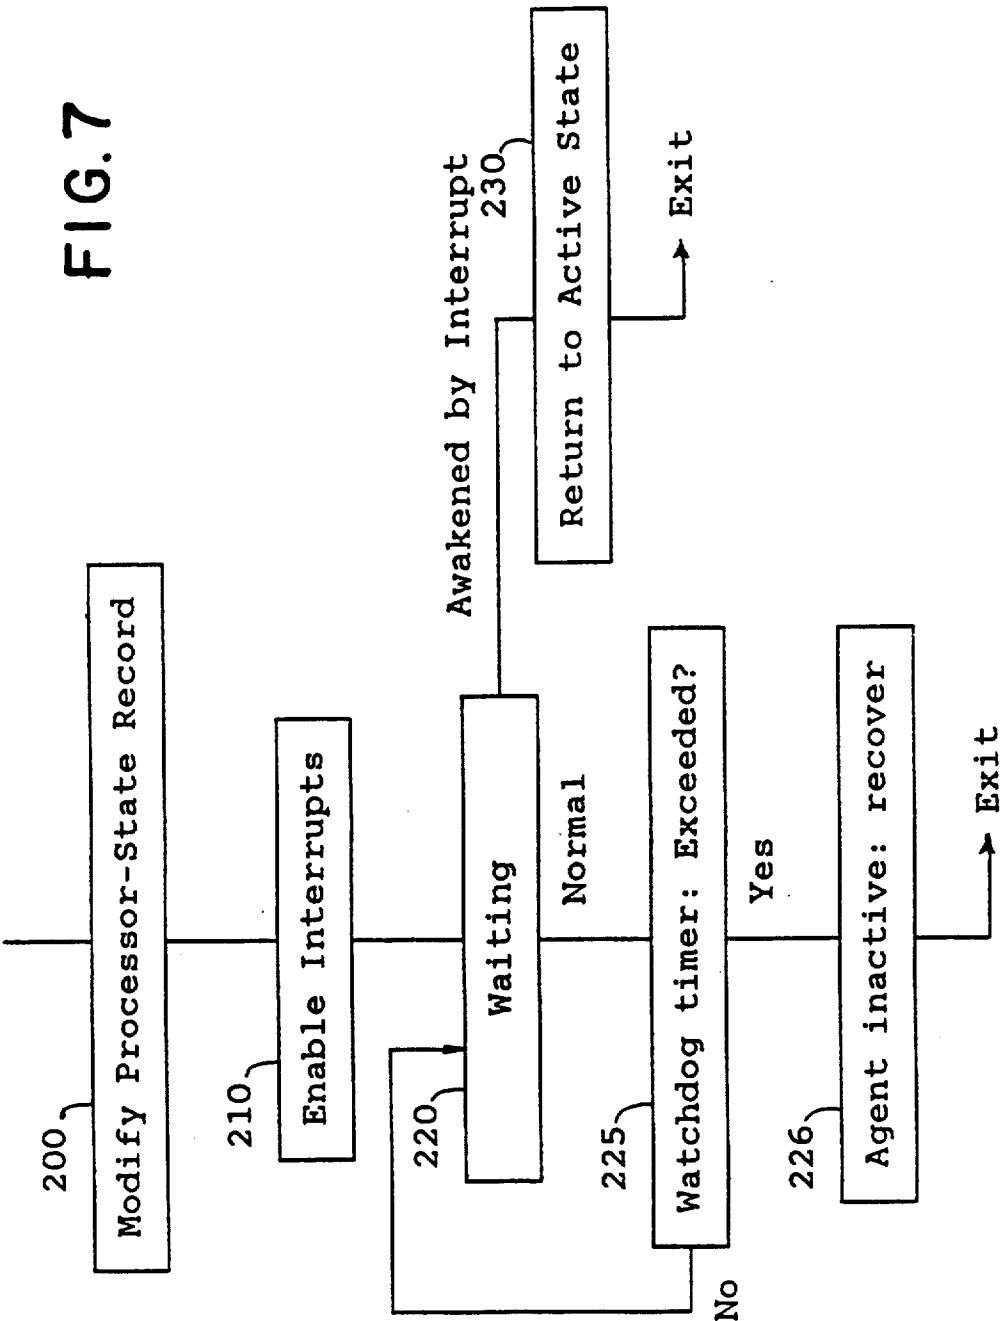 FIG.7
200
Modify Processor-State Record
210
Enable Interrupts
220
Waiting
Awakened by Interrupt
230
Return to Active State
Exit
Normal
225
Watchdog timer: Exceeded?
No
Yes
226
Agent inactive: recover
Exit